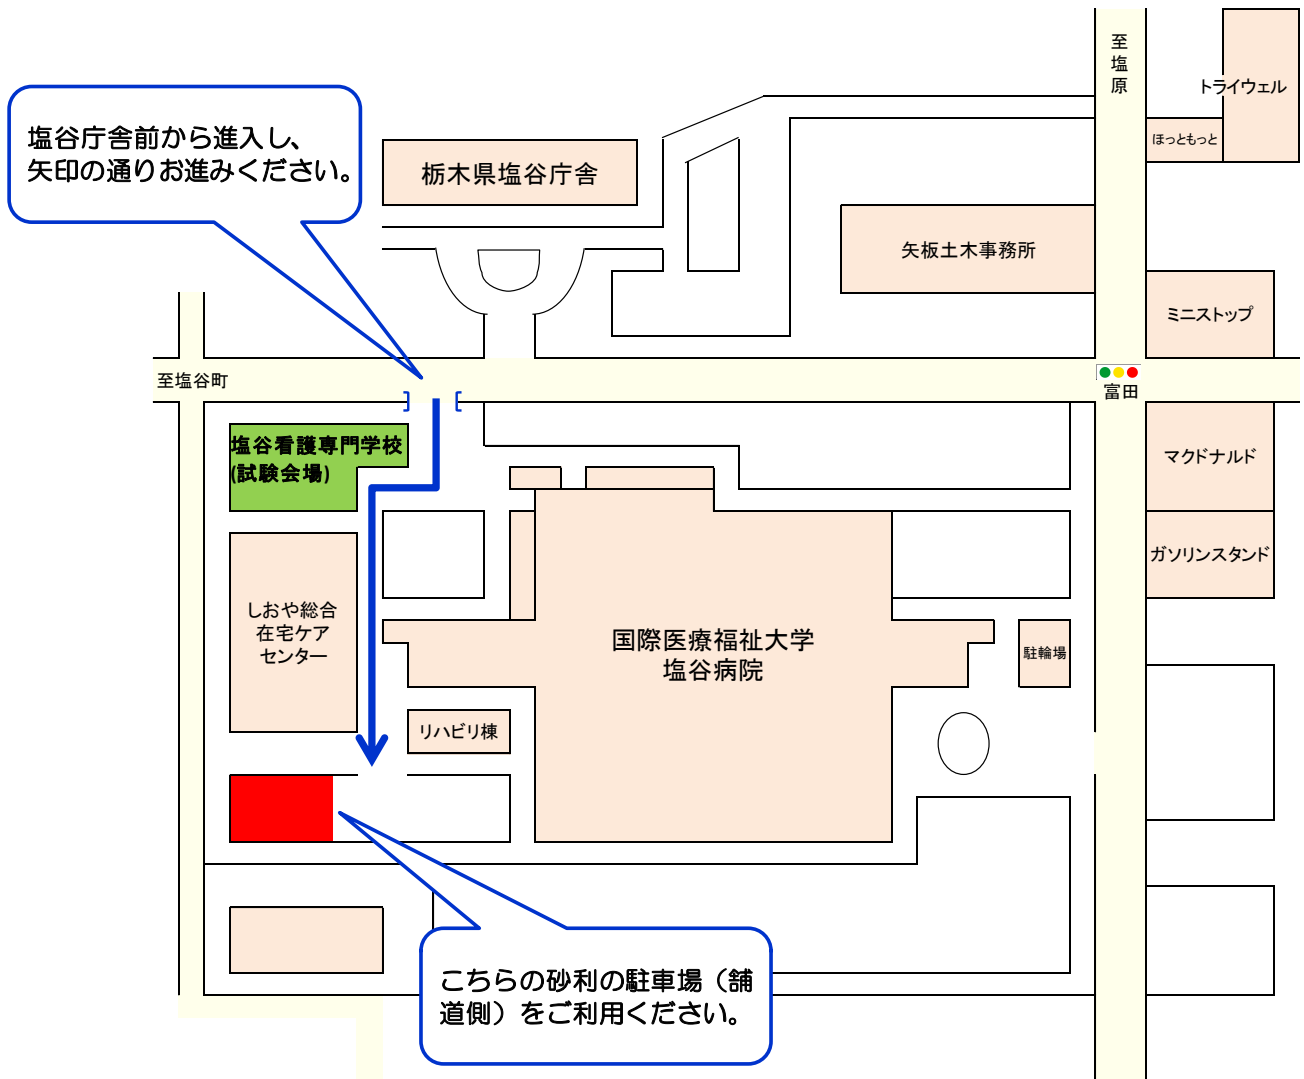 至
塩
原
トライウェル
ほっともっと
塩谷庁舎前から進入し、
矢印の通りお進みください。
栃木県塩谷庁舎
矢板土木事務所
ミニストップ
至塩谷町
富田
塩谷看護専門学校
(試験会場)
マクドナルド
ガソリンスタンド
しおや総合
在宅ケア
センター
国際医療福祉大学
塩谷病院
駐輪場
リハビリ棟
こちらの砂利の駐車場（舗
道側）をご利用ください。